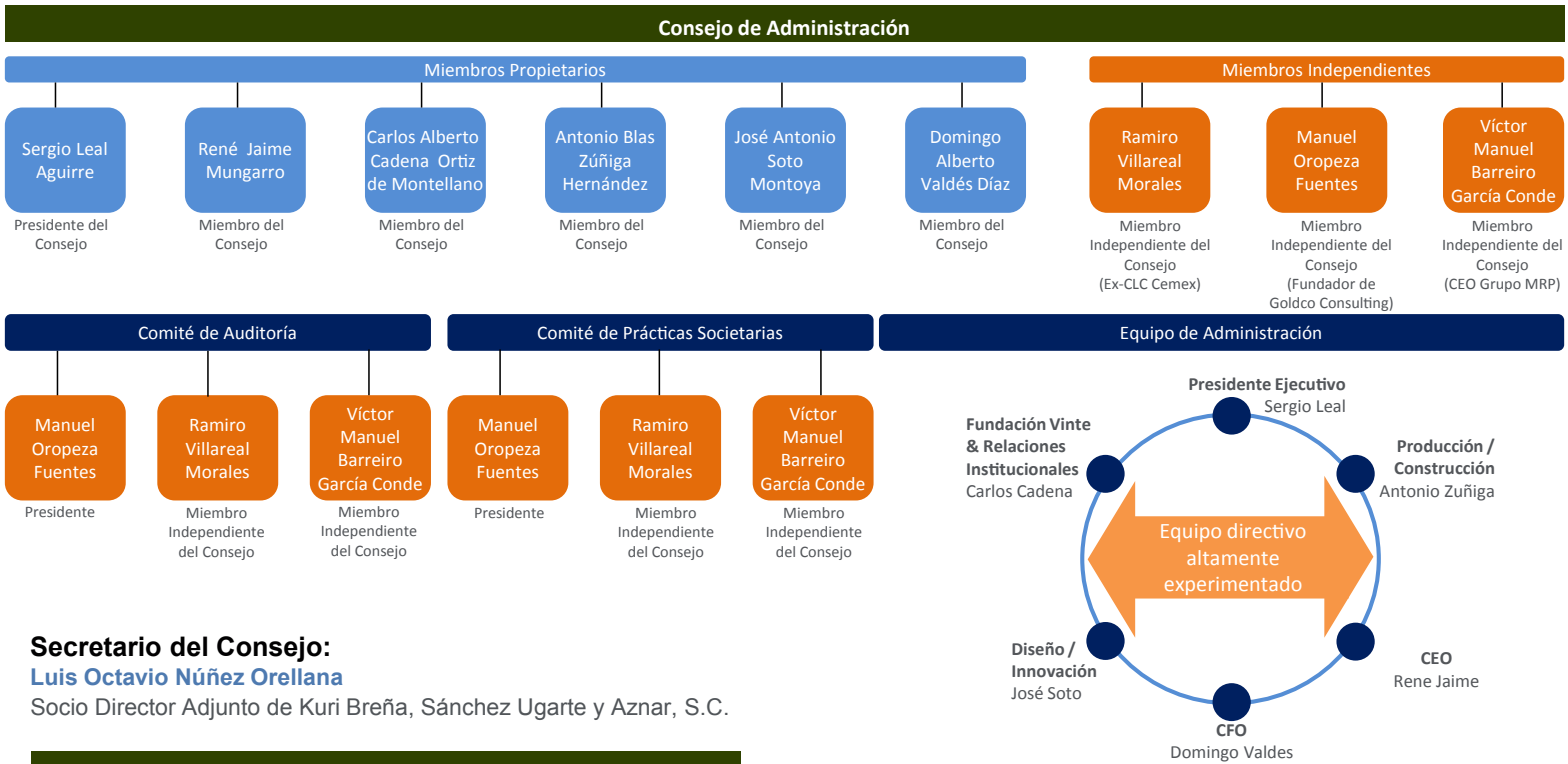 Consejo de Administración
Miembros Propietarios
Miembros Independientes
Sergio Leal
Aguirre
Presidente del
Consejo
René Jaime
Mungarro
Miembro del
Consejo
Carlos Alberto
Cadena Ortiz
de Montellano
Miembro del
Consejo
Antonio Blas
Zúñiga
Hernández
Miembro del
Consejo
José Antonio
Soto
Montoya
Miembro del
Consejo
Domingo
Alberto
Valdés Díaz
Miembro del
Consejo
Ramiro
Villareal
Morales
Miembro
Independiente del
Consejo
(Ex-CLC Cemex)
Manuel
Oropeza
Fuentes
Miembro
Independiente del
Consejo
(Fundador de
Goldco Consulting)
Víctor
Manuel
Barreiro
García Conde
Miembro
Independiente del
Consejo
(CEO Grupo MRP)
Comité de Auditoría
Manuel
Oropeza
Fuentes
Presidente
Ramiro
Villareal
Morales
Miembro
Independiente
del Consejo
Víctor
Manuel
Barreiro
García Conde
Miembro
Independiente
del Consejo
Comité de Prácticas Societarias
Manuel
Oropeza
Fuentes
Presidente
Ramiro
Villareal
Morales
Miembro
Independiente
del Consejo
Víctor
Manuel
Barreiro
García Conde
Miembro
Independiente
del Consejo
Equipo de Administración
Presidente Ejecutivo
Sergio Leal
Fundación Vinte
& Relaciones
Institucionales
Carlos Cadena
Producción /
Construcción
Antonio Zuñiga
Equipo directivo
altamente
experimentado
Diseño /
Innovación
José Soto
CEO
Rene Jaime
CFO
Domingo Valdes
Secretario del Consejo:
Luis Octavio Núñez Orellana
Socio Director Adjunto de Kuri Breña, Sánchez Ugarte y Aznar, S.C.